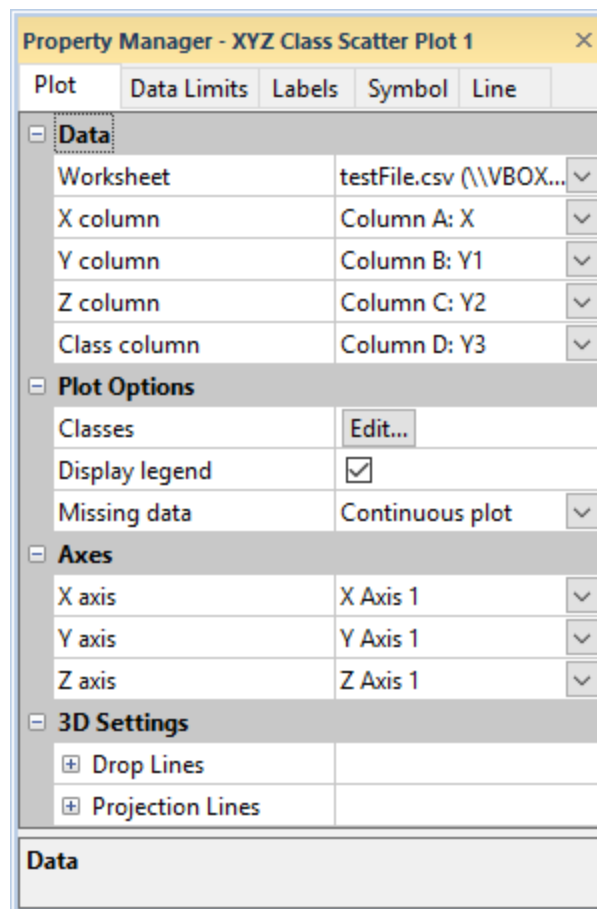 Property Manager - XYZ Class Scatter Plot 1
Plot Data Limits Labels Symbol Line
Data
Worksheet testFile.csv (\\VBOX...
X column Column A: X
Y column Column B: Y1
Z column Column C: Y2
Class column Column D: Y3
Plot Options
Classes Edit...
Display legend
Missing data Continuous plot
Axes
X axis X Axis 1
Y axis Y Axis 1
Z axis Z Axis 1
3D Settings
Drop Lines
Projection Lines
Data